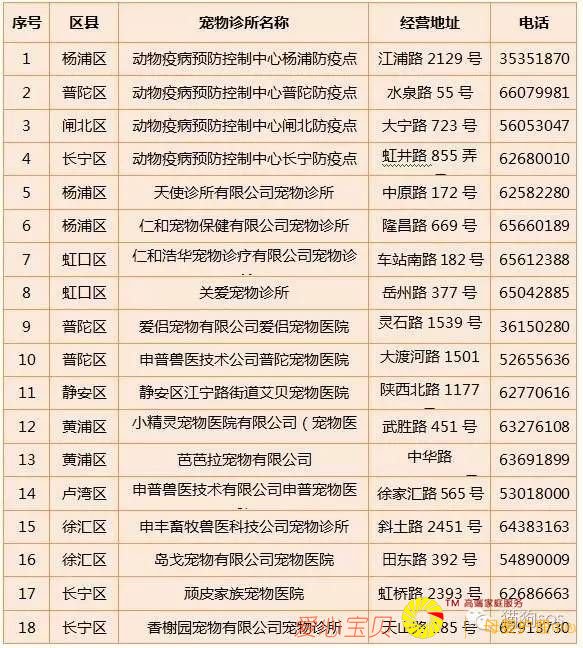 序号 区县 宠物诊所名称 经营地址 电话
1 杨浦区 动物疫病预防控制中心杨浦防疫点 江浦路 2129 号 35351870
2 普陀区 动物疫病预防控制中心普陀防疫点 水泉路 55 号 66079981
3 闸北区 动物疫病预防控制中心闸北防疫点 大宁路 723 号 56053047
4 长宁区 动物疫病预防控制中心长宁防疫点 虹井路 855 弄 62680010
5 杨浦区 天使诊所有限公司宠物诊所 中原路 172 号 62582280
6 杨浦区 仁和宠物保健有限公司宠物诊所 隆昌路 669 号 65660189
7 虹口区 仁和浩华宠物诊疗有限公司宠物诊 车站南路 182 号 65612388
8 虹口区 关爱宠物诊所 岳州路 377 号 65042885
9 普陀区 爱侣宠物有限公司爱侣宠物医院 灵石路 1539 号 36150280
10 普陀区 申普兽医技术公司普陀宠物医院 大渡河路 1501 52655636
11 静安区 静安区江宁路街道艾贝宠物医院 陕西北路 1177 62770616
12 黄浦区 小精灵宠物医院有限公司（宠物医 武胜路 451 号 63276108
13 黄浦区 芭芭拉宠物有限公司 中华路 63691899
14 卢湾区 申普兽医技术有限公司申普宠物医 徐家汇路 565 号 53018000
15 徐汇区 申丰畜牧兽医科技公司宠物诊所 斜土路 2451 号 64383163
16 徐汇区 岛戈宠物有限公司宠物医院 田东路 392 号 54890009
17 长宁区 顽皮家族宠物医院 虹桥路 2393 号 62686663
TM 高端家庭服务
18 长宁区 香榭园宠物有限公司宠物诊所 天山路 85 号 62913730
爱心宝贝
猫狗sos